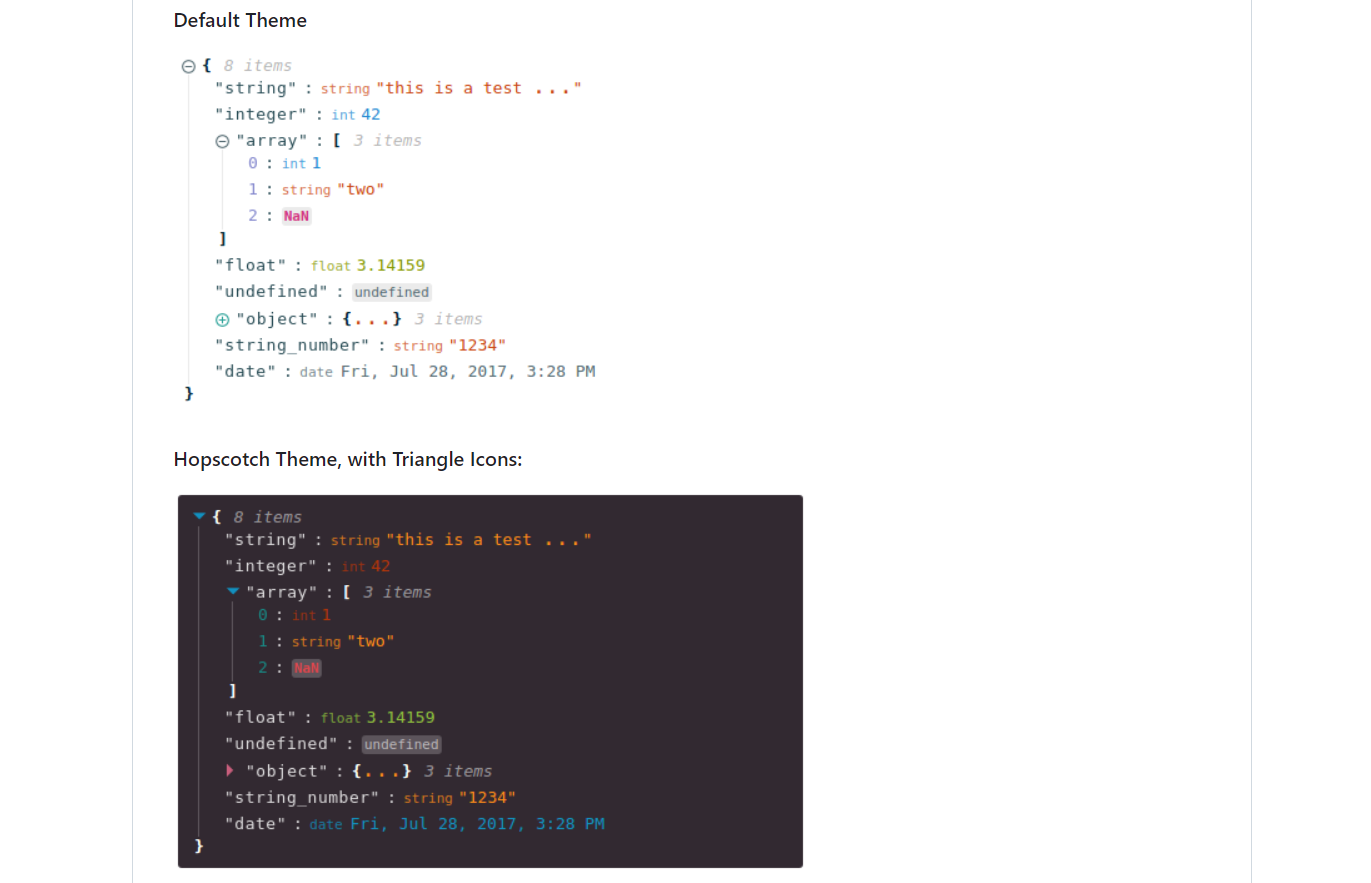 Default Theme
{ 8 items
"string" : string "this is a test ..."
"integer" : int 42
"array" : [ 3 items
0 : int 1
1 : string "two"
2 : NaN
]
"float" : float 3.14159
"undefined" : undefined
"object" : {...} 3 items
"string_number" : string "1234"
"date" : date Fri, Jul 28, 2017, 3:28 PM
}
Hopscotch Theme, with Triangle Icons:
{ 8 items
"string" : string "this is a test ..."
"integer" : int 42
"array" : [ 3 items
0 : int 1
1 : string "two"
2 : NaN
]
"float" : float 3.14159
"undefined" : undefined
"object" : {...} 3 items
"string_number" : string "1234"
"date" : date Fri, Jul 28, 2017, 3:28 PM
}